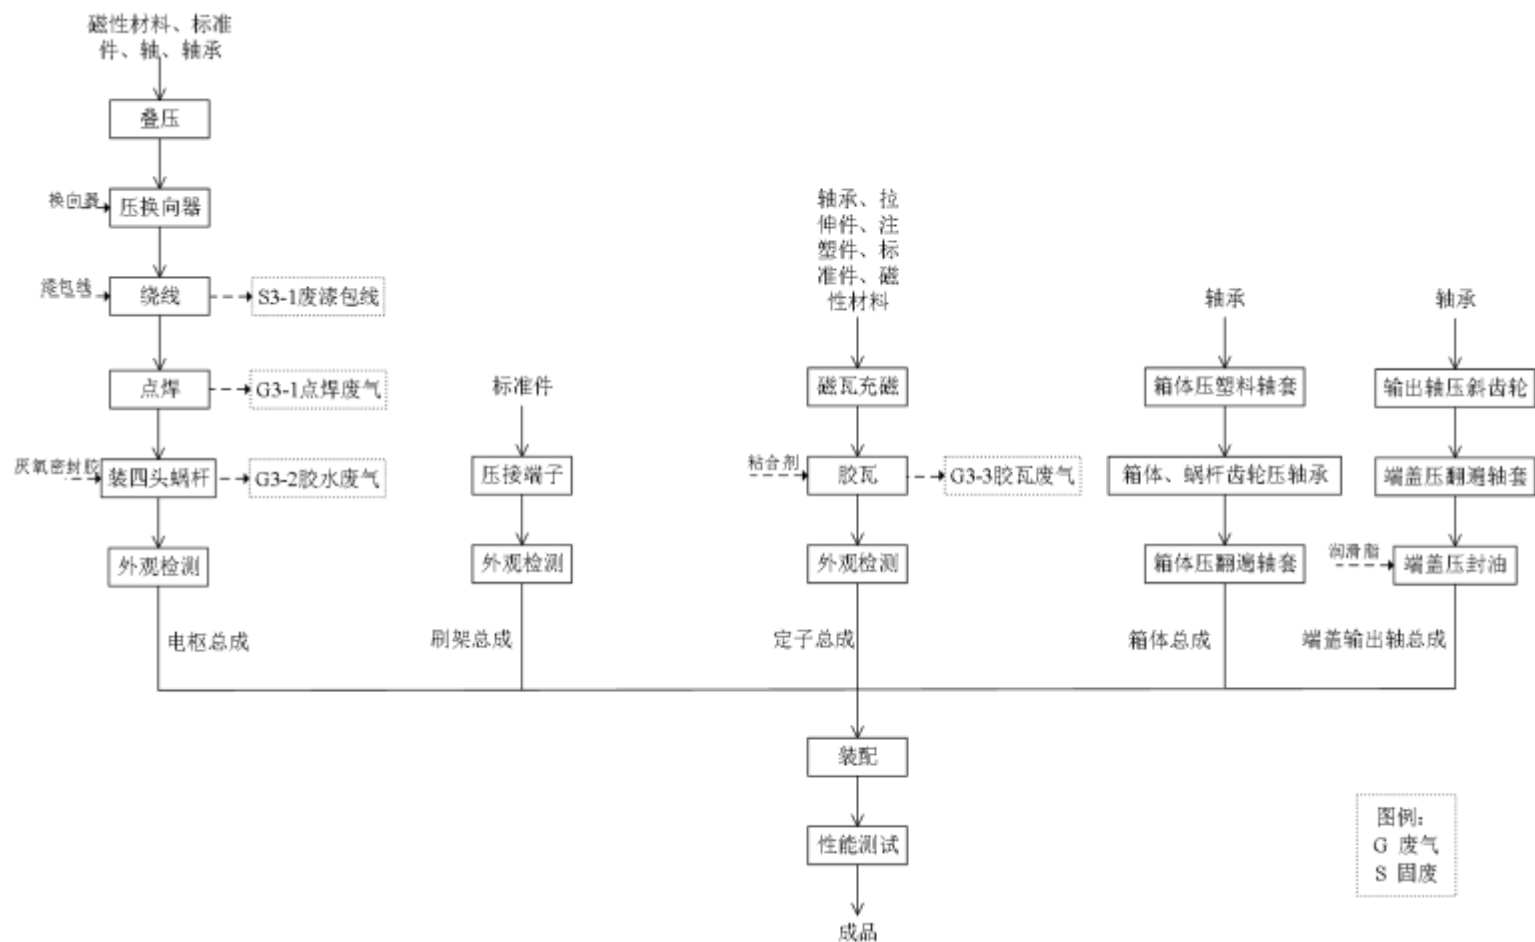 磁性材料、标准
件、轴、轴承
叠压
换向器
压换向器
漆包线
绕线
S3-1废漆包线
点焊
G3-1点焊废气
厌氧密封胶
装四头蜗杆
G3-2胶水废气
外观检测
电枢总成
标准件
压接端子
外观检测
刷架总成
轴承、拉
伸件、注
塑件、标
准件、磁
性材料
磁瓦充磁
粘合剂
胶瓦
G3-3胶瓦废气
外观检测
定子总成
轴承
箱体压塑料轴套
箱体、蜗杆齿轮压轴承
箱体压翻遍轴套
箱体总成
轴承
输出轴压斜齿轮
端盖压翻遍轴套
润滑脂
端盖压封油
端盖输出轴总成
装配
性能测试
成品
图例：
G 废气
S 固废